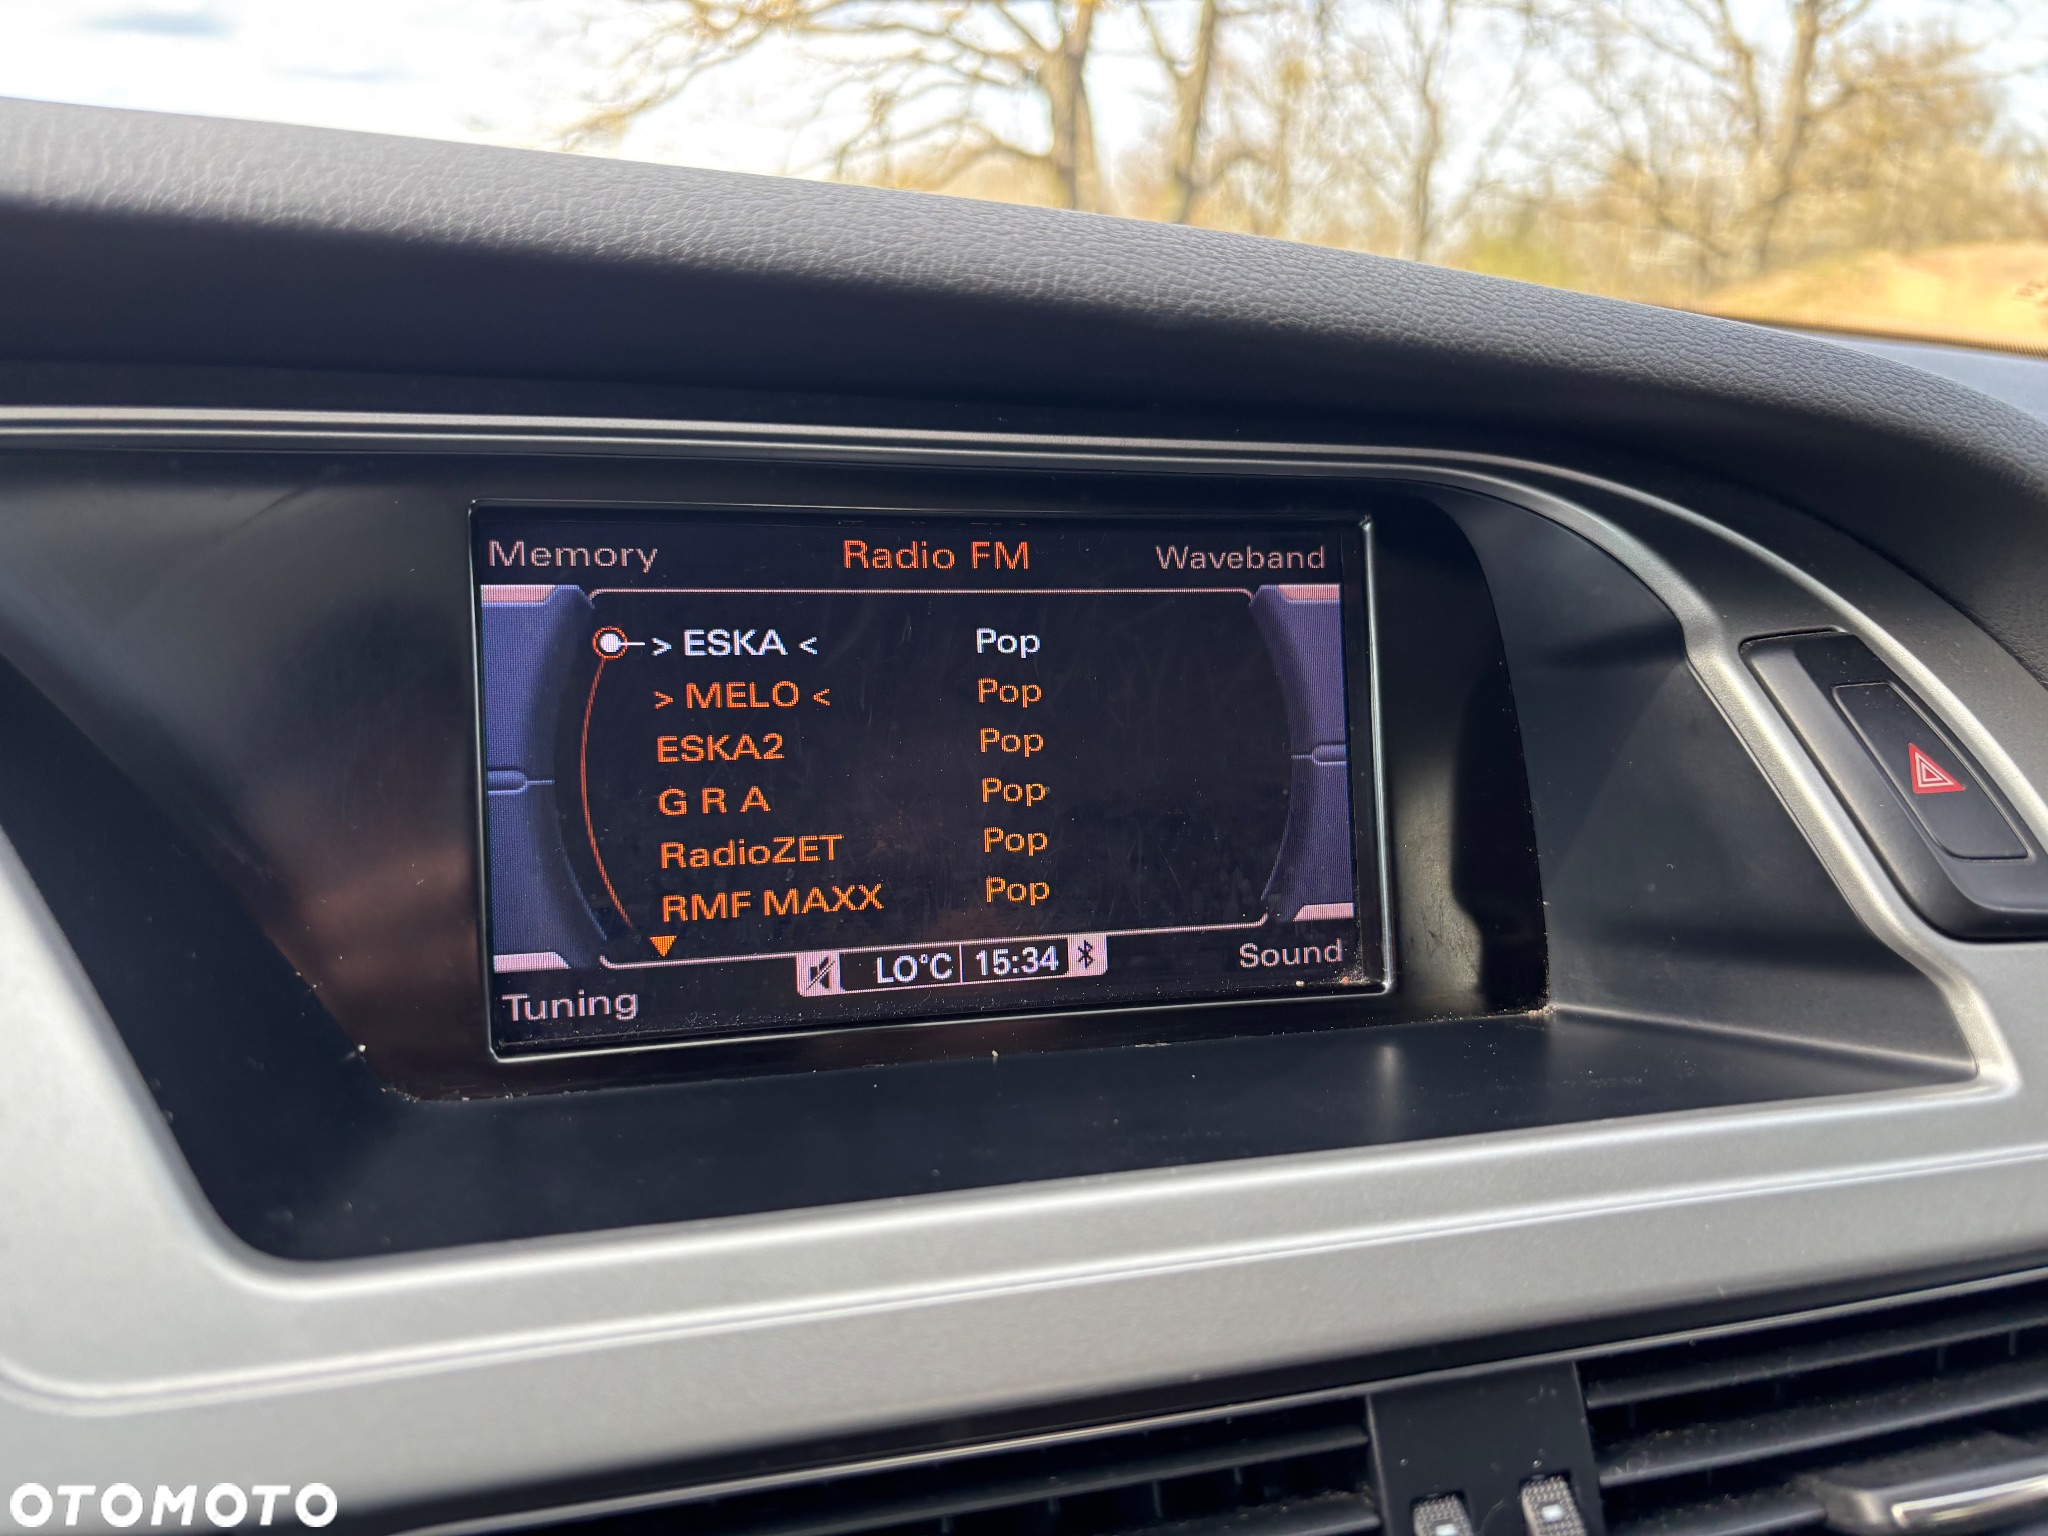 Memory Radio FM Waveband
> ESKA < Pop
> MELO < Pop
ESKA2 Pop
G R A Pop
RadioZET Pop
RMF MAXX Pop
LO°C 15:34
Tuning Sound
OTOMOTO